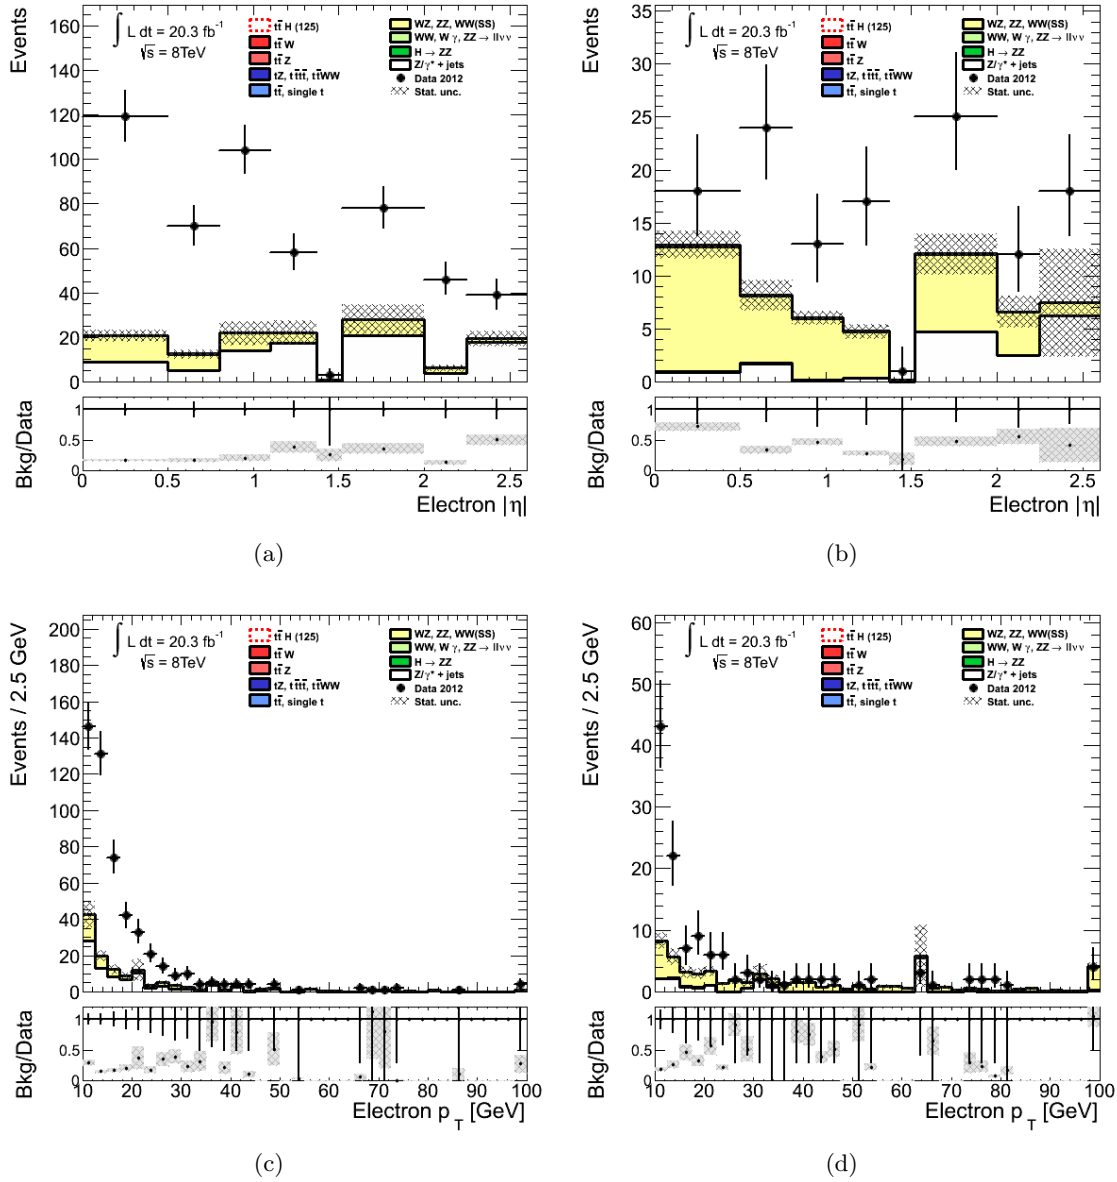 Events
160
140
120
100
80
60
40
20
0
∫ L dt = 20.3 fb⁻¹
√s = 8TeV
tt̄ H (125)
tt̄ W
tt̄ Z
tZ, tt̄tt̄, tt̄WW
tt̄, single t
WZ, ZZ, WW(SS)
WW, W γ, ZZ → llνν
H → ZZ
Z/γ* + jets
Data 2012
Stat. unc.
Bkg/Data
1
0.5
0
0 0.5 1 1.5 2 2.5
Electron |η|
(a)
Events
35
30
25
20
15
10
5
0
∫ L dt = 20.3 fb⁻¹
√s = 8TeV
tt̄ H (125)
tt̄ W
tt̄ Z
tZ, tt̄tt̄, tt̄WW
tt̄, single t
WZ, ZZ, WW(SS)
WW, W γ, ZZ → llνν
H → ZZ
Z/γ* + jets
Data 2012
Stat. unc.
Bkg/Data
1
0.5
0
0 0.5 1 1.5 2 2.5
Electron |η|
(b)
Events / 2.5 GeV
200
180
160
140
120
100
80
60
40
20
0
∫ L dt = 20.3 fb⁻¹
√s = 8TeV
tt̄ H (125)
tt̄ W
tt̄ Z
tZ, tt̄tt̄, tt̄WW
tt̄, single t
WZ, ZZ, WW(SS)
WW, W γ, ZZ → llνν
H → ZZ
Z/γ* + jets
Data 2012
Stat. unc.
Bkg/Data
1
0.5
0
10 20 30 40 50 60 70 80 90 100
Electron p_T [GeV]
(c)
Events / 2.5 GeV
60
50
40
30
20
10
0
∫ L dt = 20.3 fb⁻¹
√s = 8TeV
tt̄ H (125)
tt̄ W
tt̄ Z
tZ, tt̄tt̄, tt̄WW
tt̄, single t
WZ, ZZ, WW(SS)
WW, W γ, ZZ → llνν
H → ZZ
Z/γ* + jets
Data 2012
Stat. unc.
Bkg/Data
1
0.5
0
10 20 30 40 50 60 70 80 90 100
Electron p_T [GeV]
(d)